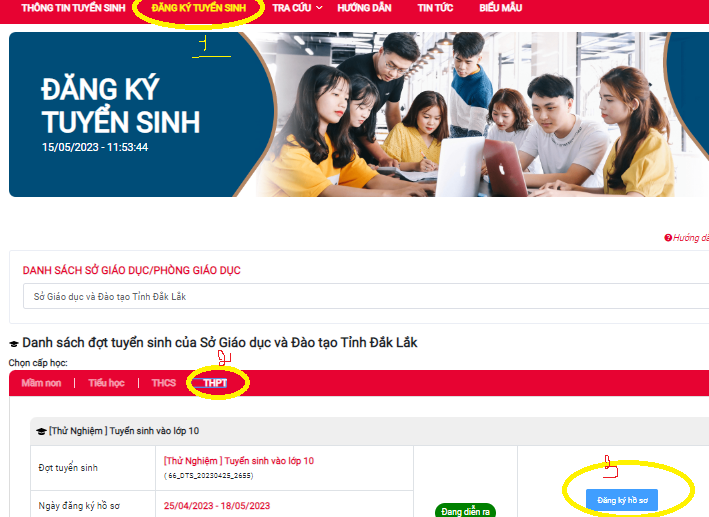 THÔNG TIN TUYỂN SINH ĐĂNG KÝ TUYỂN SINH TRA CỨU HƯỚNG DẪN TIN TỨC BIỂU MẪU
1
ĐĂNG KÝ
TUYỂN SINH
15/05/2023 - 11:53:44
Hướng dẫ
DANH SÁCH SỞ GIÁO DỤC/PHÒNG GIÁO DỤC
Sở Giáo dục và Đào tạo Tỉnh Đắk Lắk
Danh sách đợt tuyển sinh của Sở Giáo dục và Đào tạo Tỉnh Đắk Lắk
Chọn cấp học:
Mầm non | Tiểu học | THCS THPT
[Thử Nghiệm ] Tuyển sinh vào lớp 10
Đợt tuyển sinh [Thử Nghiệm ] Tuyển sinh vào lớp 10
( 66_DTS_20230425_2655)
Đăng ký hồ sơ
Ngày đăng ký hồ sơ 25/04/2023 - 18/05/2023
Đang diễn ra